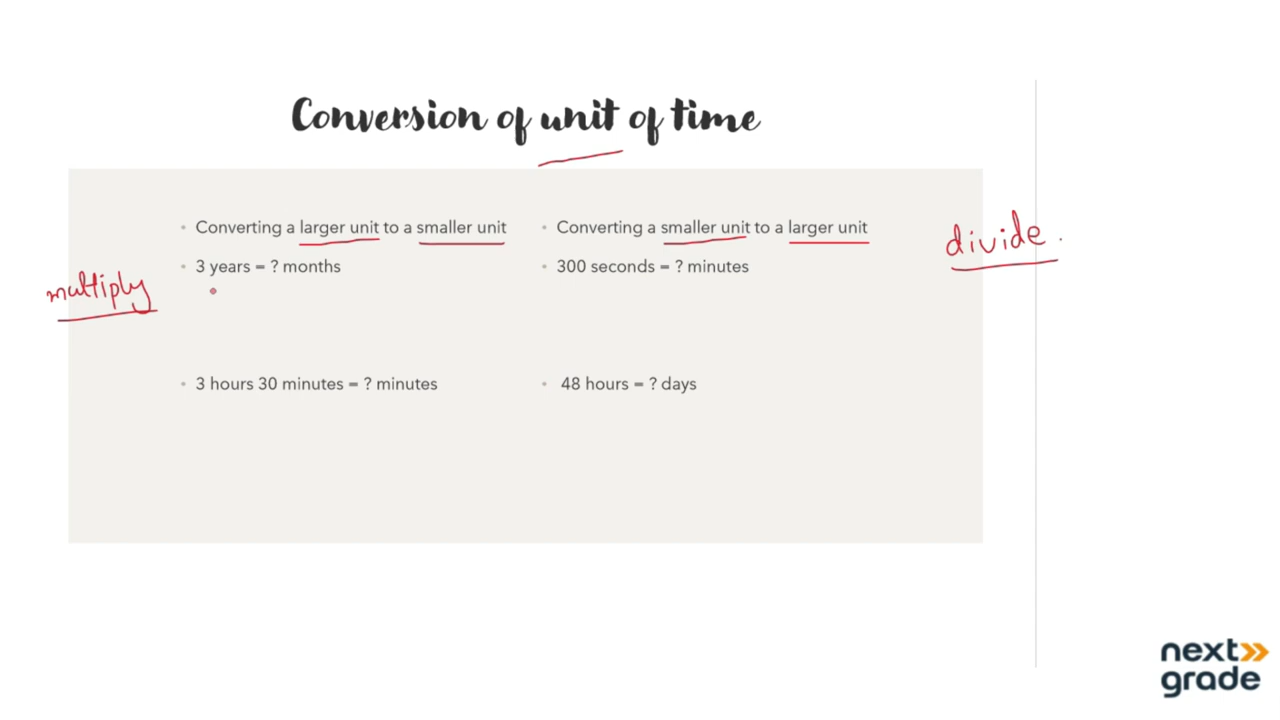 Conversion of unit of time
• Converting a larger unit to a smaller unit
• 3 years = ? months
multiply
• 3 hours 30 minutes = ? minutes
• Converting a smaller unit to a larger unit
divide.
• 300 seconds = ? minutes
• 48 hours = ? days
next
grade